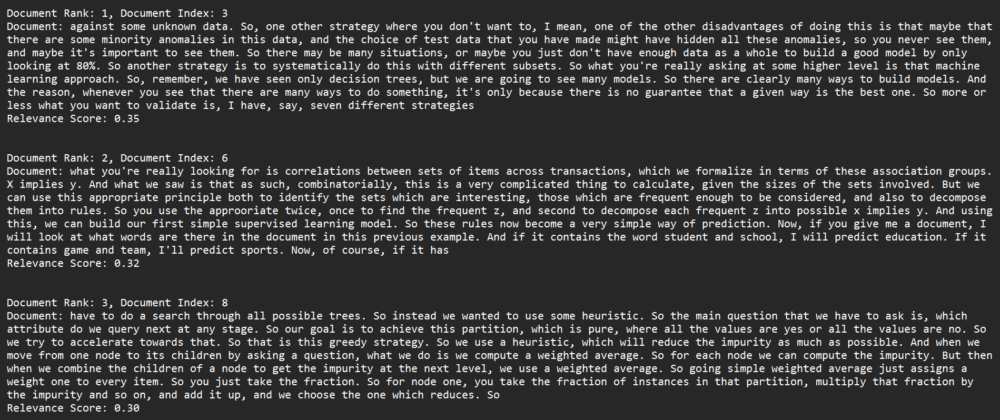 Document Rank: 1, Document Index: 3
Document: against some unknown data. So, one other strategy where you don't want to, I mean, one of the other disadvantages of doing this is that maybe that
there are some minority anomalies in this data, and the choice of test data that you have made might have hidden all these anomalies, so you never see them,
and maybe it's important to see them. So there may be many situations, or maybe you just don't have enough data as a whole to build a good model by only
looking at 80%. So another strategy is to systematically do this with different subsets. So what you're really asking at some higher level is that machine
learning approach. So, remember, we have seen only decision trees, but we are going to see many models. So there are clearly many ways to build models. And
the reason, whenever you see that there are many ways to do something, it's only because there is no guarantee that a given way is the best one. So more or
less what you want to validate is, I have, say, seven different strategies
Relevance Score: 0.35
Document Rank: 2, Document Index: 6
Document: what you're really looking for is correlations between sets of items across transactions, which we formalize in terms of these association groups.
X implies y. And what we saw is that as such, combinatorially, this is a very complicated thing to calculate, given the sizes of the sets involved. But we
can use this appropriate principle both to identify the sets which are interesting, those which are frequent enough to be considered, and also to decompose
them into rules. So you use the approoriate twice, once to find the frequent z, and second to decompose each frequent z into possible x implies y. And using
this, we can build our first simple supervised learning model. So these rules now become a very simple way of prediction. Now, if you give me a document, I
will look at what words are there in the document in this previous example. And if it contains the word student and school, I will predict education. If it
contains game and team, I'll predict sports. Now, of course, if it has
Relevance Score: 0.32
Document Rank: 3, Document Index: 8
Document: have to do a search through all possible trees. So instead we wanted to use some heuristic. So the main question that we have to ask is, which
attribute do we query next at any stage. So our goal is to achieve this partition, which is pure, where all the values are yes or all the values are no. So
we try to accelerate towards that. So that is this greedy strategy. So we use a heuristic, which will reduce the impurity as much as possible. And when we
move from one node to its children by asking a question, what we do is we compute a weighted average. So for each node we can compute the impurity. But then
when we combine the children of a node to get the impurity at the next level, we use a weighted average. So going simple weighted average just assigns a
weight one to every item. So you just take the fraction. So for node one, you take the fraction of instances in that partition, multiply that fraction by
the impurity and so on, and add it up, and we choose the one which reduces. So
Relevance Score: 0.30